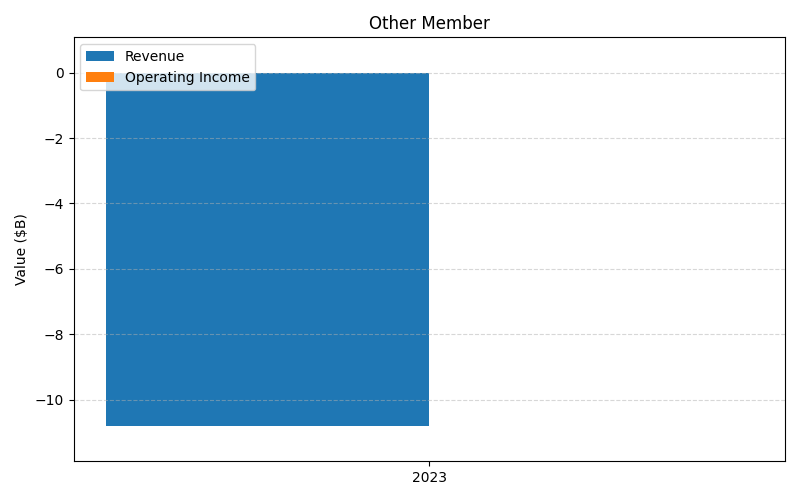 Other Member
Revenue
Operating Income
Value ($B)
0
−2
−4
−6
−8
−10
2023